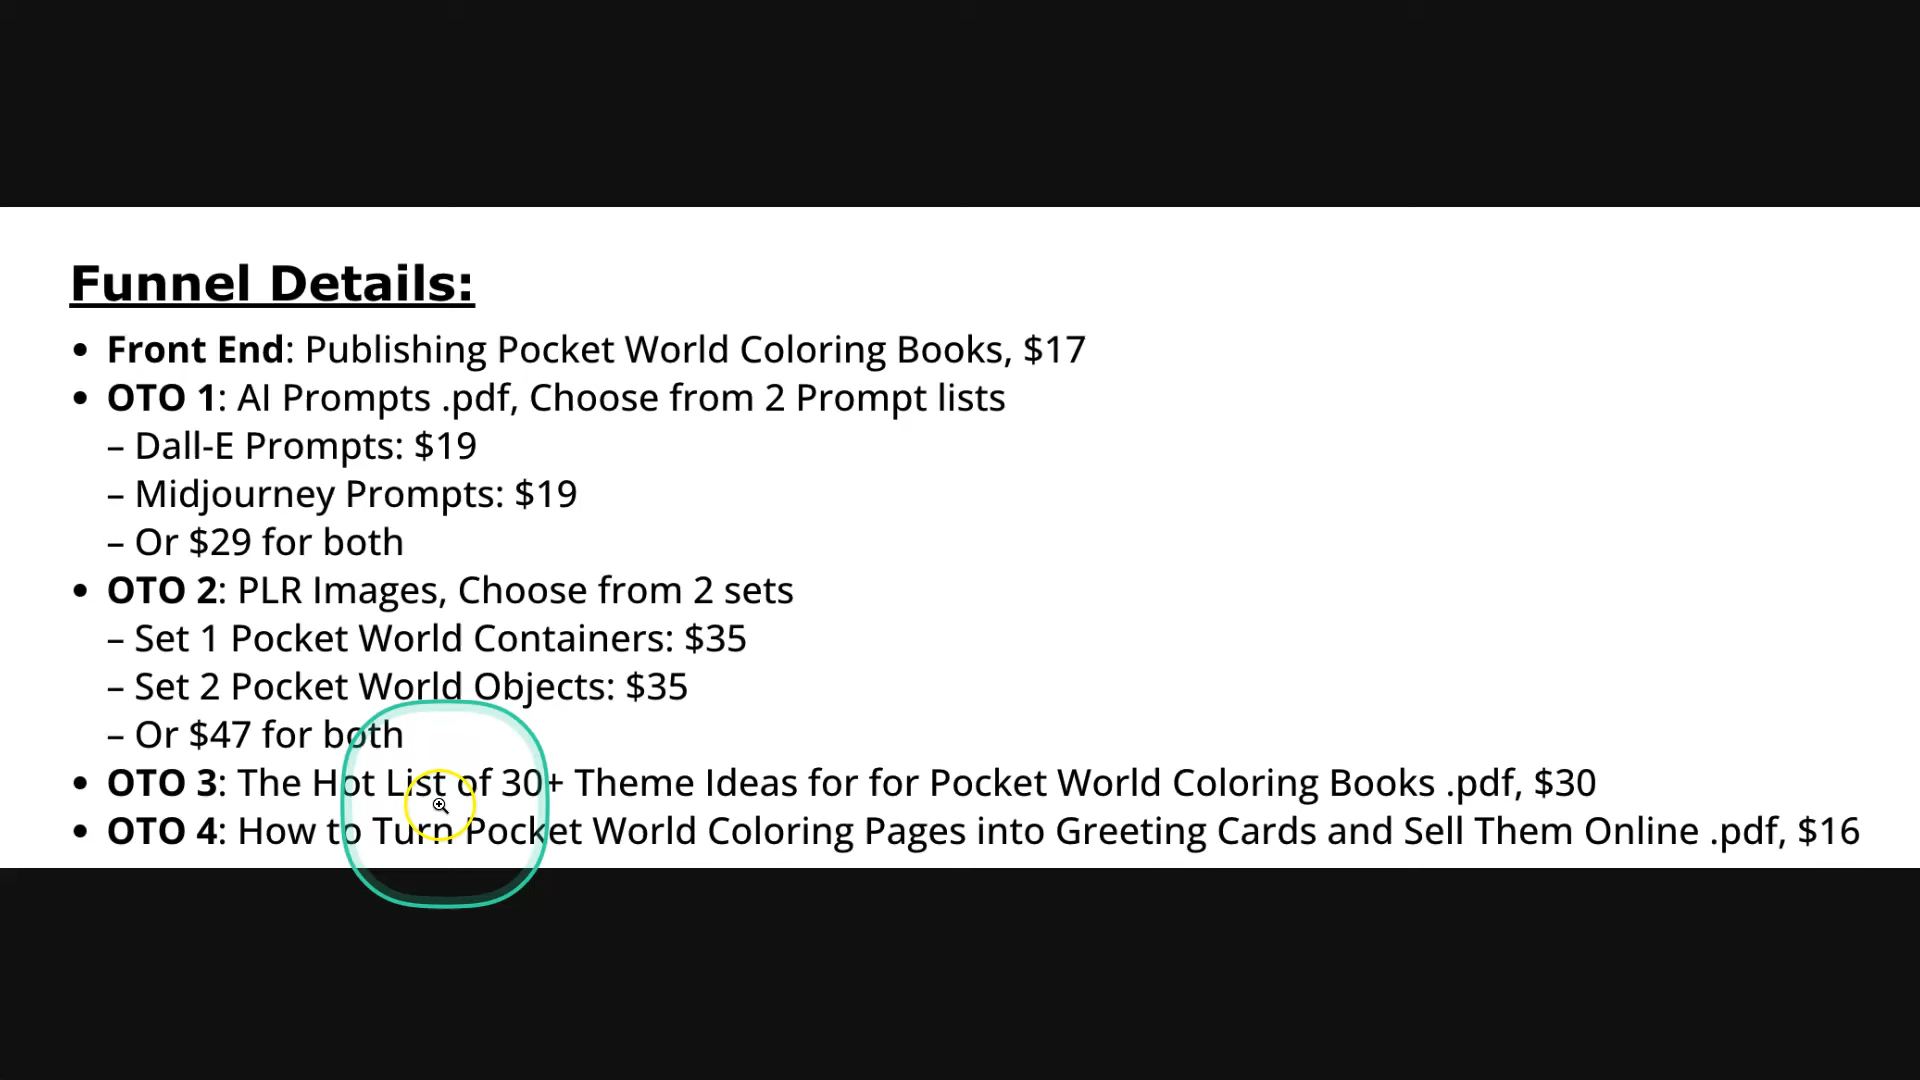 Funnel Details:
• Front End: Publishing Pocket World Coloring Books, $17
• OTO 1: AI Prompts .pdf, Choose from 2 Prompt lists
– Dall-E Prompts: $19
– Midjourney Prompts: $19
– Or $29 for both
• OTO 2: PLR Images, Choose from 2 sets
– Set 1 Pocket World Containers: $35
– Set 2 Pocket World Objects: $35
– Or $47 for both
• OTO 3: The Hot List of 30+ Theme Ideas for for Pocket World Coloring Books .pdf, $30
• OTO 4: How to Turn Pocket World Coloring Pages into Greeting Cards and Sell Them Online .pdf, $16